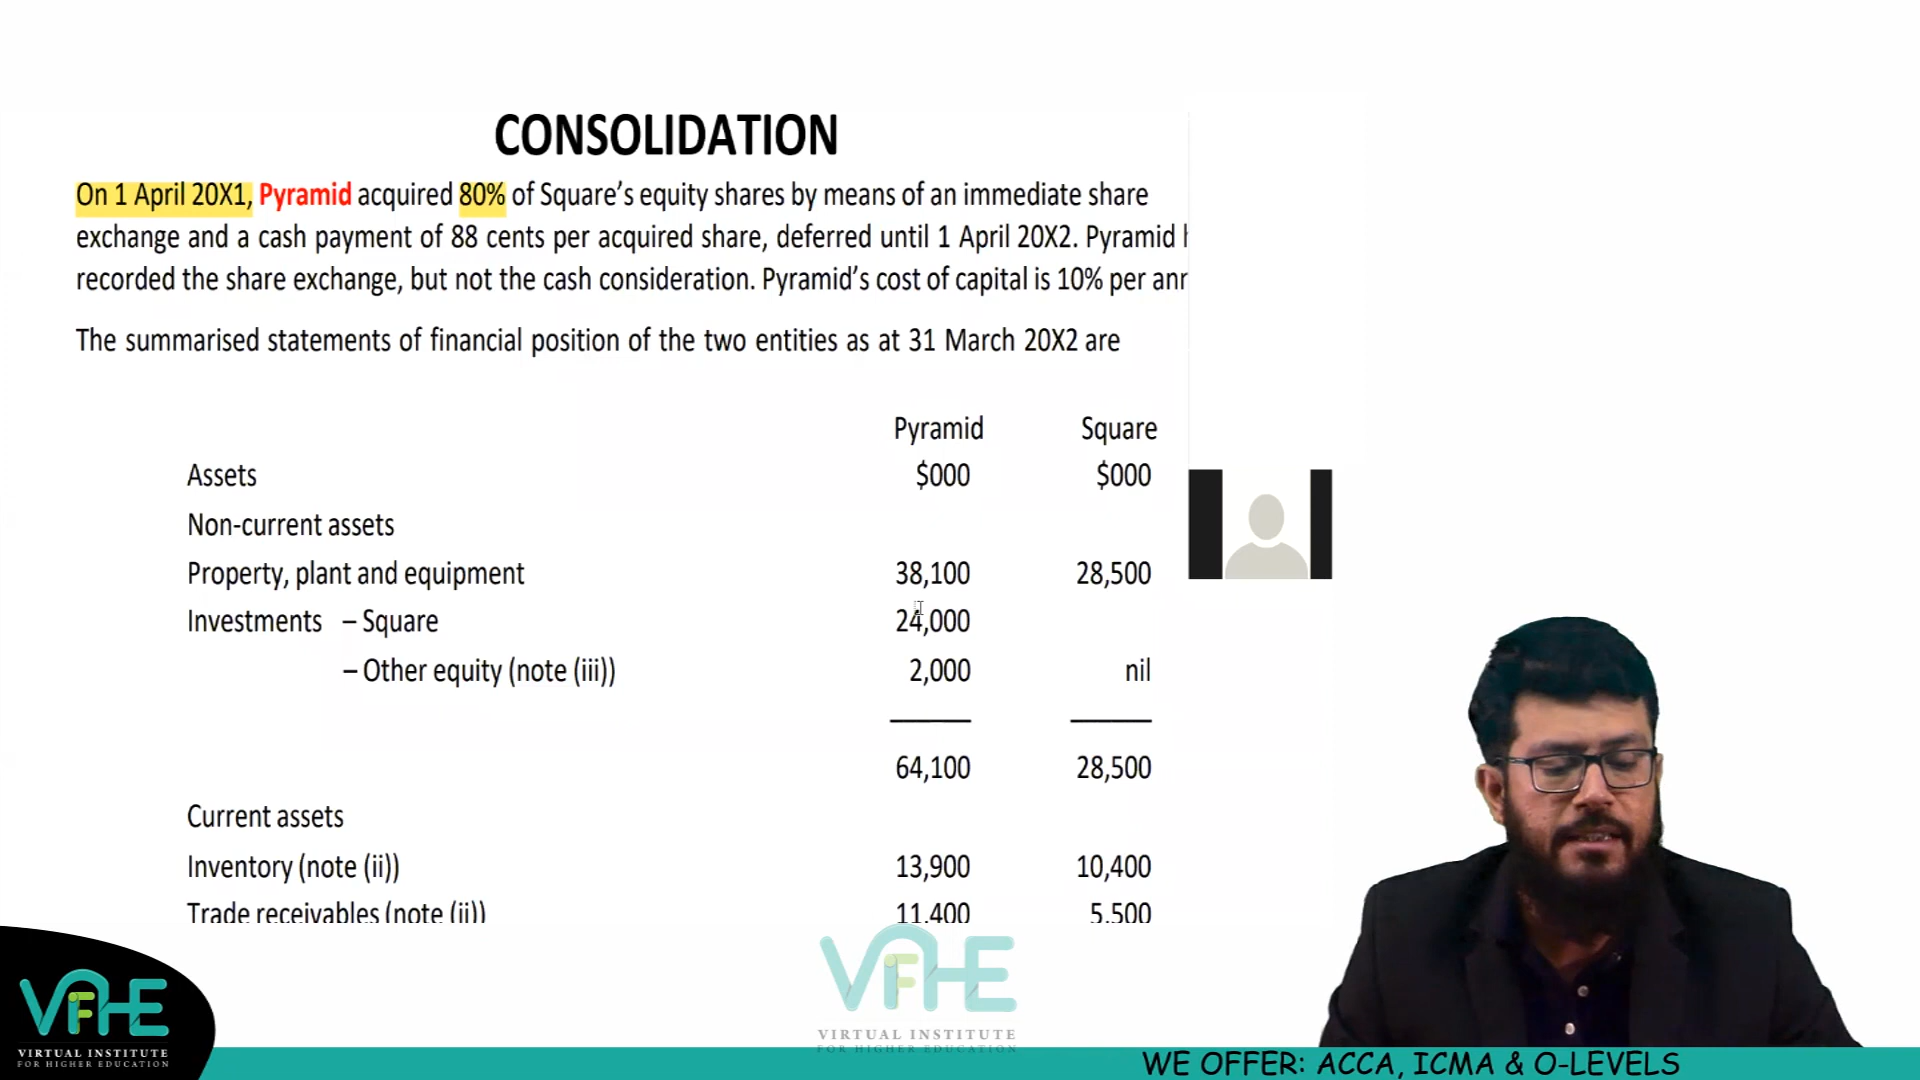 CONSOLIDATION
On 1 April 20X1, Pyramid acquired 80% of Square's equity shares by means of an immediate share
exchange and a cash payment of 88 cents per acquired share, deferred until 1 April 20X2. Pyramid
recorded the share exchange, but not the cash consideration. Pyramid's cost of capital is 10% per
The summarised statements of financial position of the two entities as at 31 March 20X2 are
Pyramid Square
Assets $000 $000
Non-current assets
Property, plant and equipment 38,100 28,500
Investments – Square 24,000
– Other equity (note (iii)) 2,000 nil
64,100 28,500
Current assets
Inventory (note (ii)) 13,900 10,400
Trade receivables (note (ii)) 11,400 5,500
VIFHE
VIRTUAL INSTITUTE
FOR HIGHER EDUCATION
VIFHE
VIRTUAL INSTITUTE
FOR HIGHER EDUCATION
WE OFFER: ACCA, ICMA & O-LEVELS